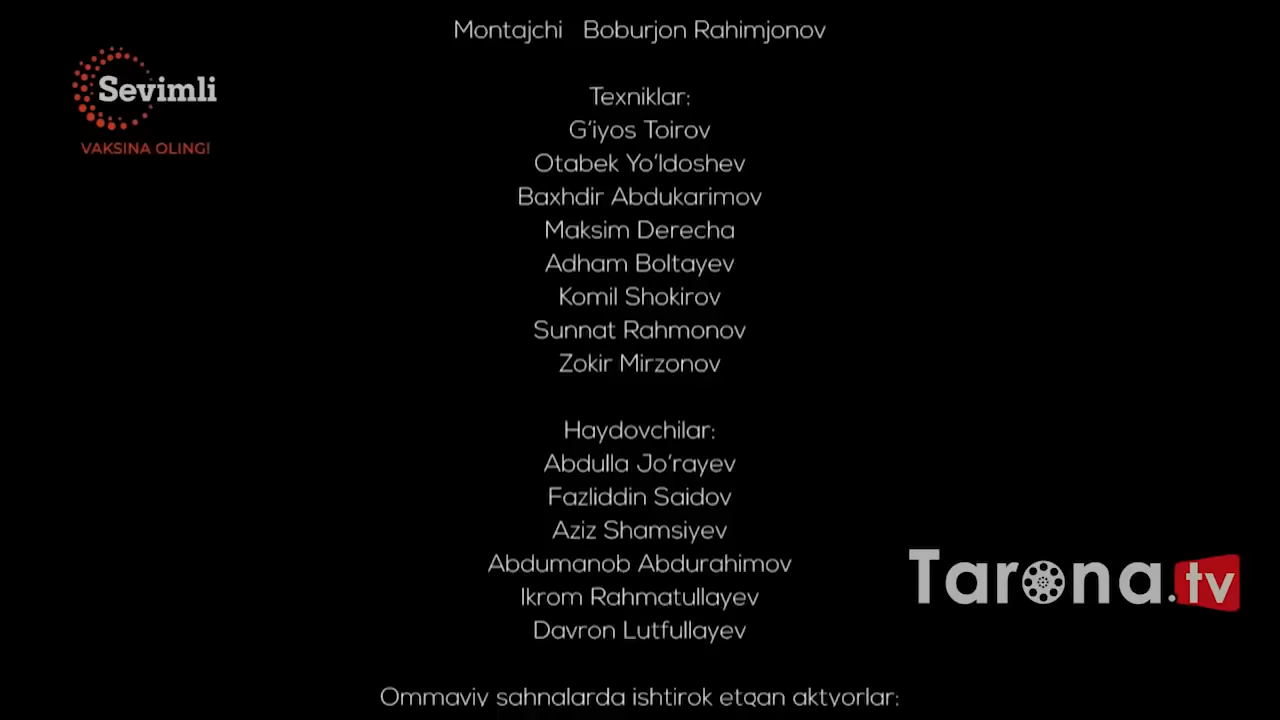 Montajchi Boburjon Rahimjonov
Sevimli
VAKSINA OLING!
Texniklar:
G‘iyos Toirov
Otabek Yo‘ldoshev
Baxhdir Abdukarimov
Maksim Derecha
Adham Boltayev
Komil Shokirov
Sunnat Rahmonov
Zokir Mirzonov
Haydovchilar:
Abdulla Jo‘rayev
Fazliddin Saidov
Aziz Shamsiyev
Abdumanob Abdurahimov
Ikrom Rahmatullayev
Davron Lutfullayev
Tarona.tv
Ommaviy sahnalarda ishtirok etgan aktyorlar: